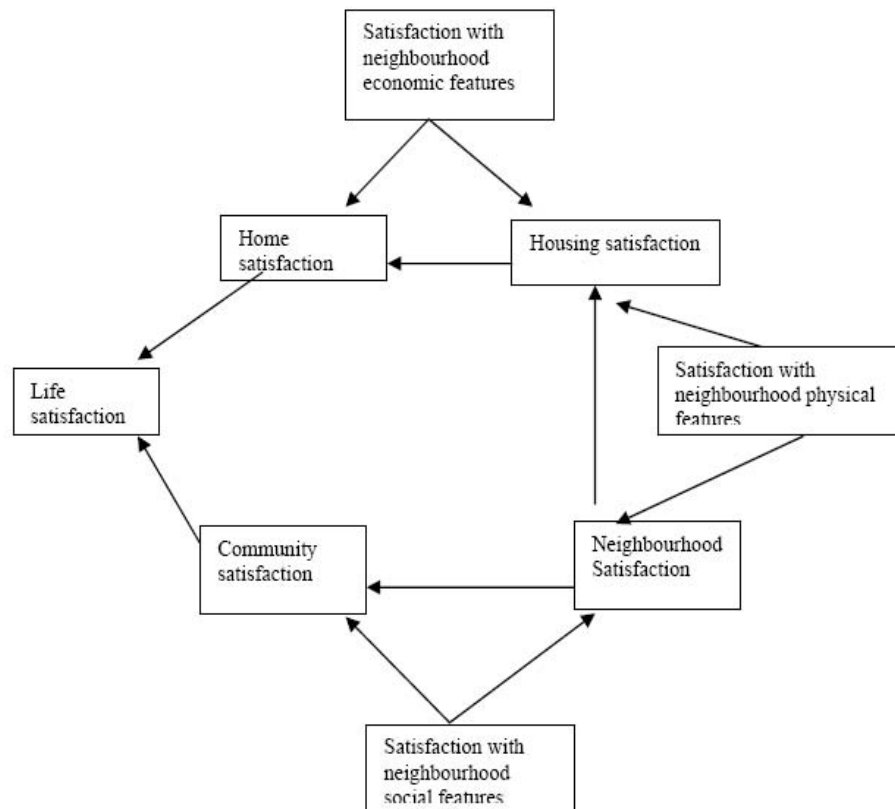 Satisfaction with
neighbourhood
economic features
Home
satisfaction
Housing satisfaction
Satisfaction with
neighbourhood physical
features
Life
satisfaction
Community
satisfaction
Neighbourhood
Satisfaction
Satisfaction with
neighbourhood
social features